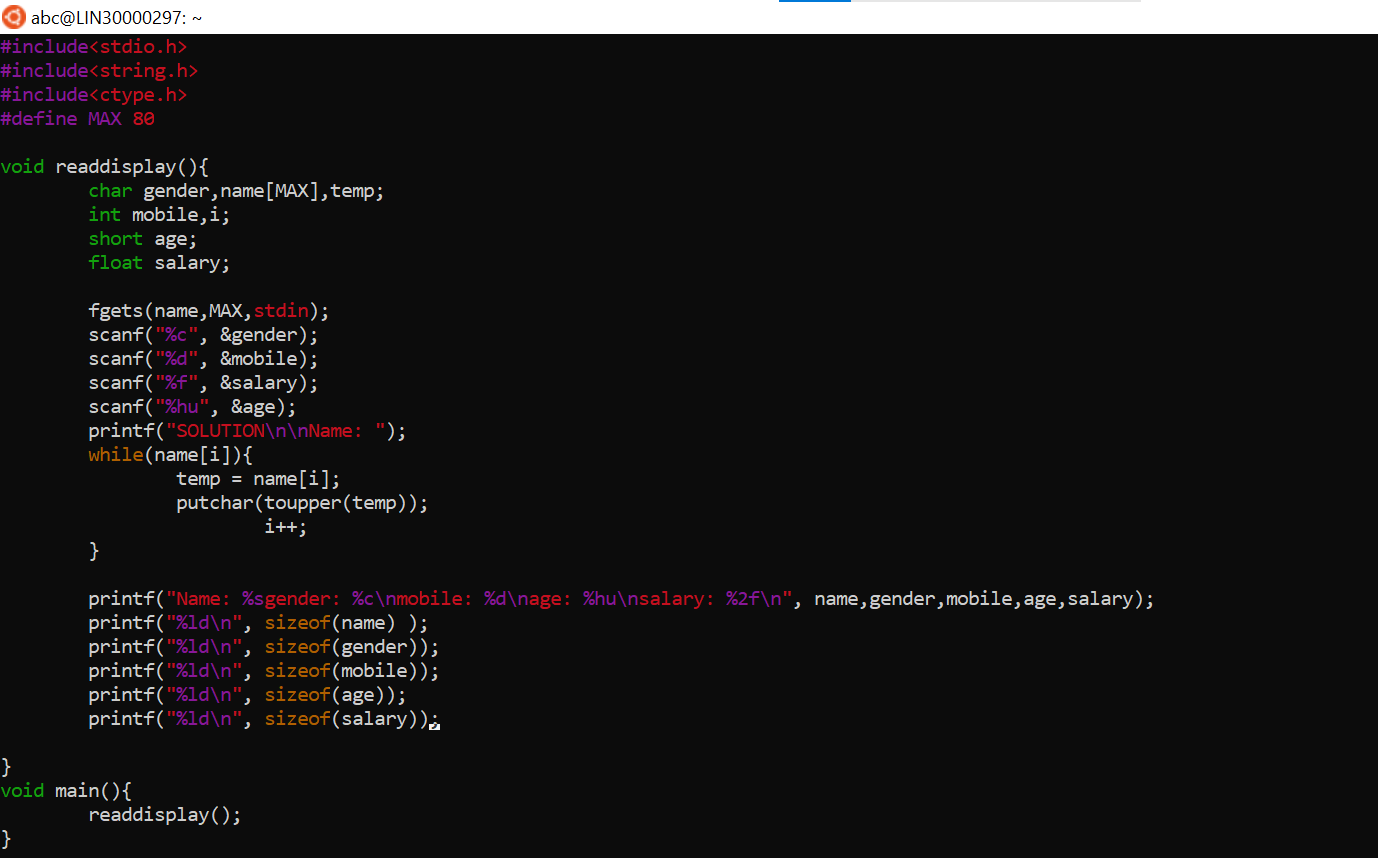 abc@LIN30000297: ~
#include<stdio.h>
#include<string.h>
#include<ctype.h>
#define MAX 80

void readdisplay(){
        char gender,name[MAX],temp;
        int mobile,i;
        short age;
        float salary;

        fgets(name,MAX,stdin);
        scanf("%c", &gender);
        scanf("%d", &mobile);
        scanf("%f", &salary);
        scanf("%hu", &age);
        printf("SOLUTION\n\nName: ");
        while(name[i]){
                temp = name[i];
                putchar(toupper(temp));
                        i++;
        }

        printf("Name: %sgender: %c\nmobile: %d\nage: %hu\nsalary: %2f\n", name,gender,mobile,age,salary);
        printf("%ld\n", sizeof(name) );
        printf("%ld\n", sizeof(gender));
        printf("%ld\n", sizeof(mobile));
        printf("%ld\n", sizeof(age));
        printf("%ld\n", sizeof(salary));

}
void main(){
        readdisplay();
}